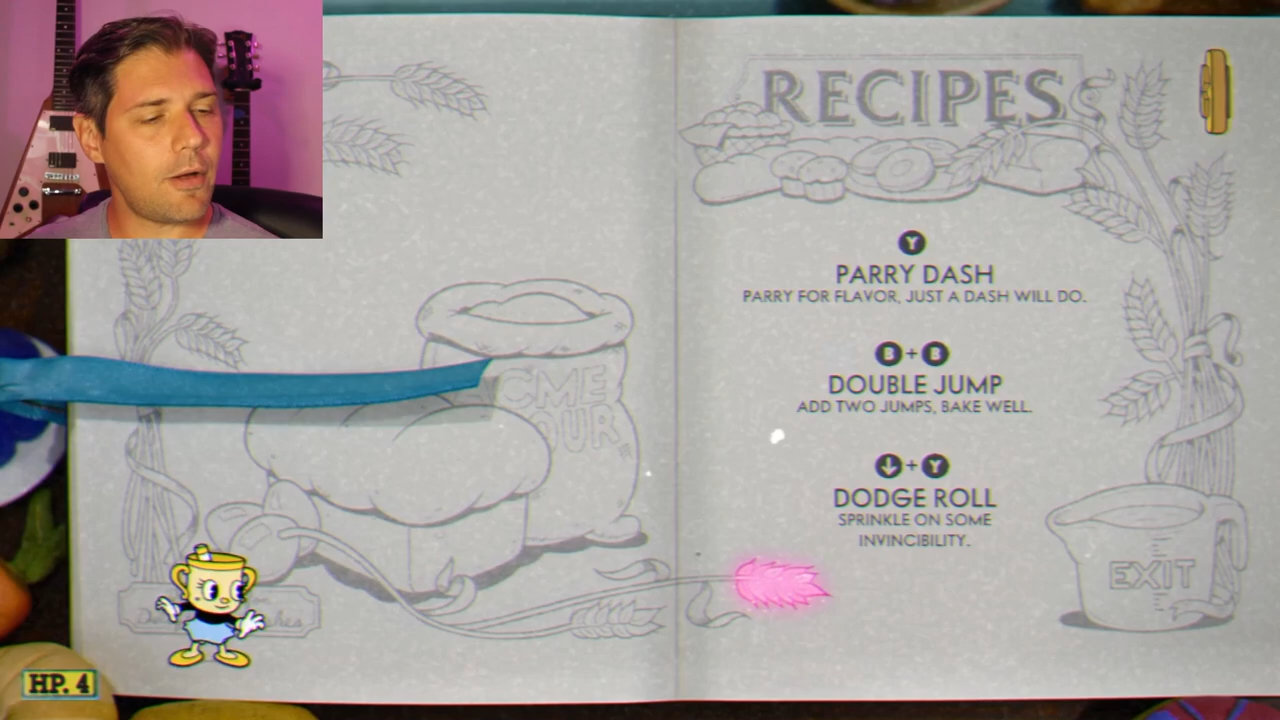 RECIPES
Y
PARRY DASH
PARRY FOR FLAVOR, JUST A DASH WILL DO.
B + B
DOUBLE JUMP
ADD TWO JUMPS, BAKE WELL.
↓ + Y
DODGE ROLL
SPRINKLE ON SOME
INVINCIBILITY.
EXIT
HP. 4